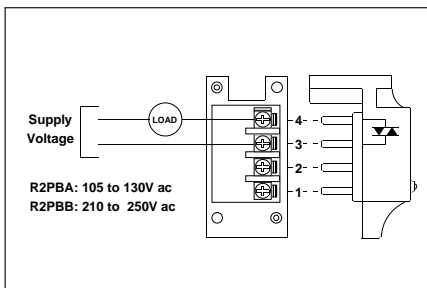 Supply
Voltage
LOAD
4
3
2
1
R2PBA: 105 to 130V ac
R2PBB: 210 to 250V ac